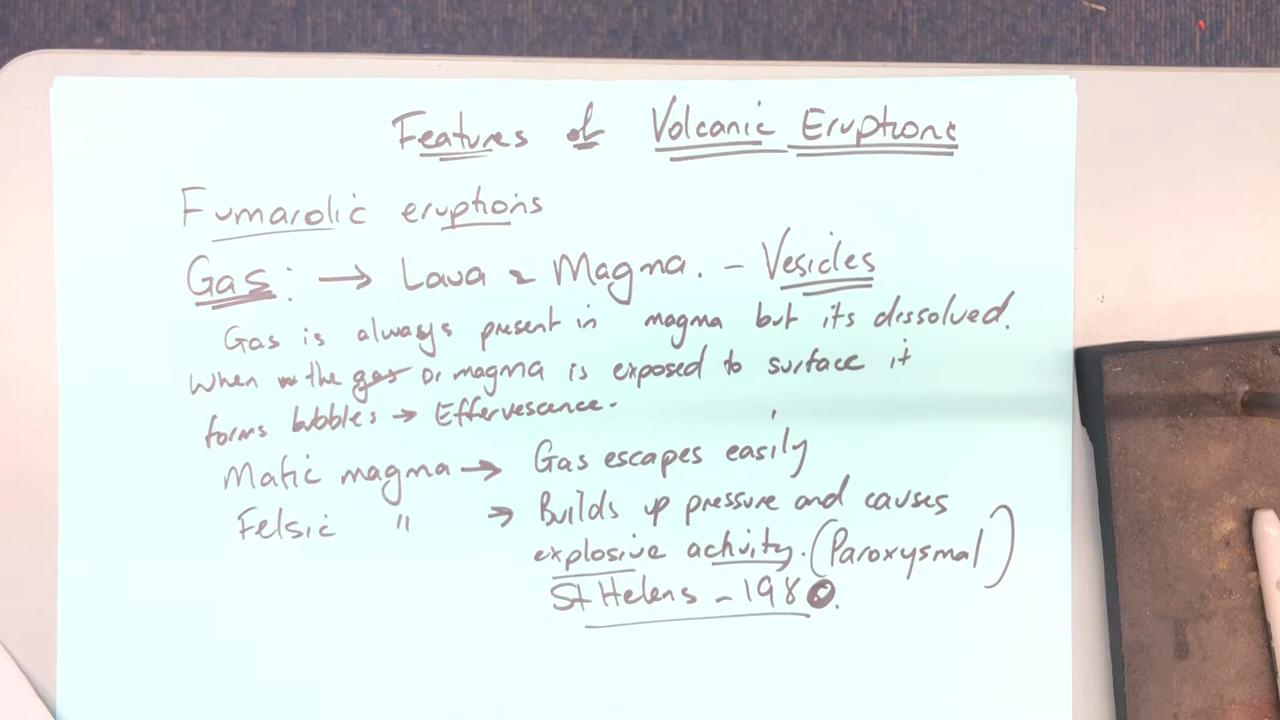 Features of Volcanic Eruptions
Fumarolic eruptions
Gas: → Lava & Magma. - Vesicles
Gas is always present in magma but its dissolved.
When the gas or magma is exposed to surface it
forms bubbles → Effervescance.
Mafic magma → Gas escapes easily
Felsic " → Builds up pressure and causes
explosive activity. (Paroxysmal)
St Helens - 1980.